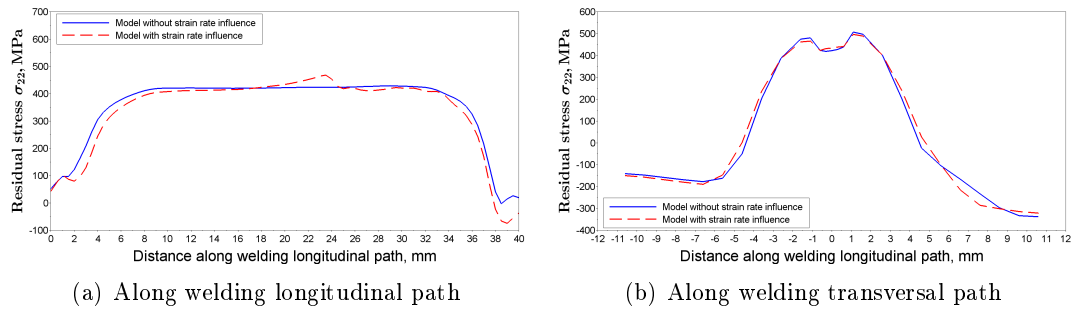 700
600
500
400
300
200
100
0
-100
Residual stress σ22, MPa
Model without strain rate influence
Model with strain rate influence
0 2 4 6 8 10 12 14 16 18 20 22 24 26 28 30 32 34 36 38 40
Distance along welding longitudinal path, mm
(a) Along welding longitudinal path
600
500
400
300
200
100
0
-100
-200
-300
-400
Residual stress σ22, MPa
Model without strain rate influence
Model with strain rate influence
-12 -11 -10 -9 -8 -7 -6 -5 -4 -3 -2 -1 0 1 2 3 4 5 6 7 8 9 10 11 12
Distance along welding longitudinal path, mm
(b) Along welding transversal path